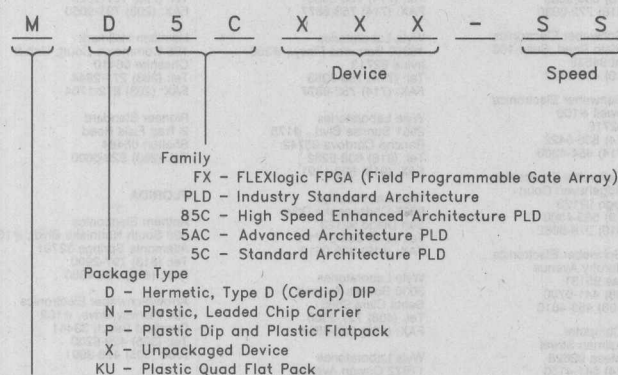 M D 5 C X X X - S S
Device Speed
Family
FX - FLEXlogic FPGA (Field Programmable Gate Array)
PLD - Industry Standard Architecture
85C - High Speed Enhanced Architecture PLD
5AC - Advanced Architecture PLD
5C - Standard Architecture PLD
Package Type
D - Hermetic, Type D (Cerdip) DIP
N - Plastic, Leaded Chip Carrier
P - Plastic Dip and Plastic Flatpack
X - Unpackaged Device
KU - Plastic Quad Flat Pack